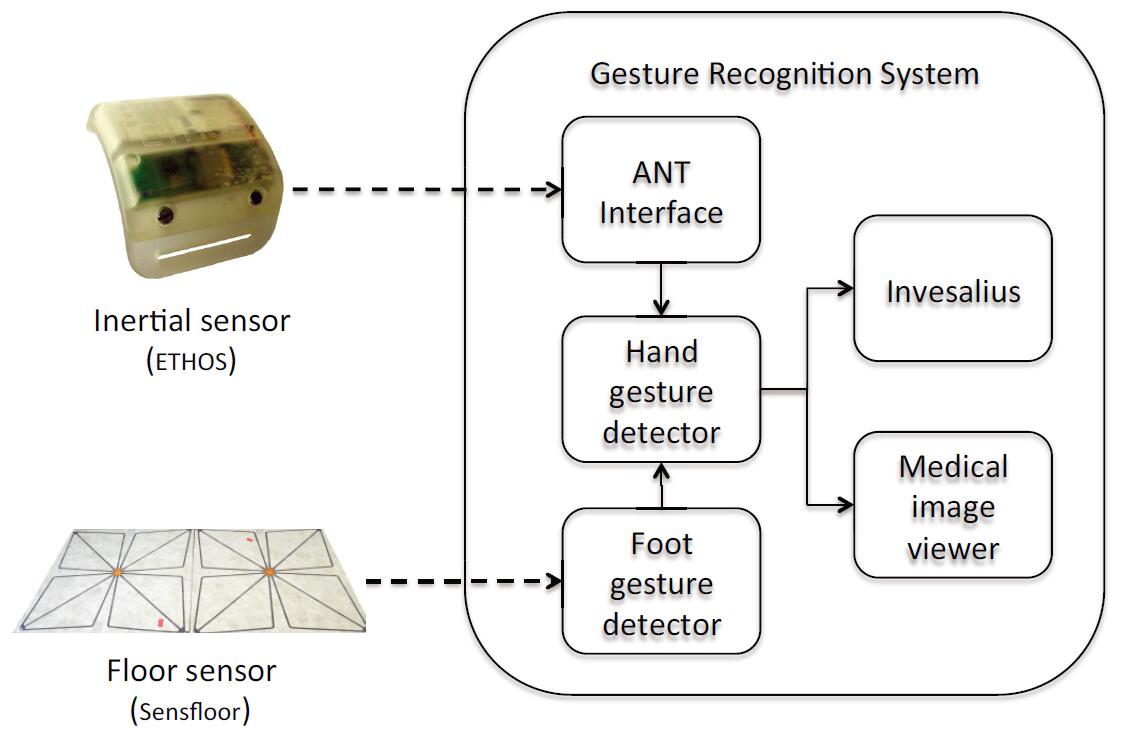 Gesture Recognition System
ANT
Interface
Inertial sensor
(ETHOS)
Hand
gesture
detector
Invesalius
Medical
image
viewer
Foot
gesture
detector
Floor sensor
(Sensfloor)